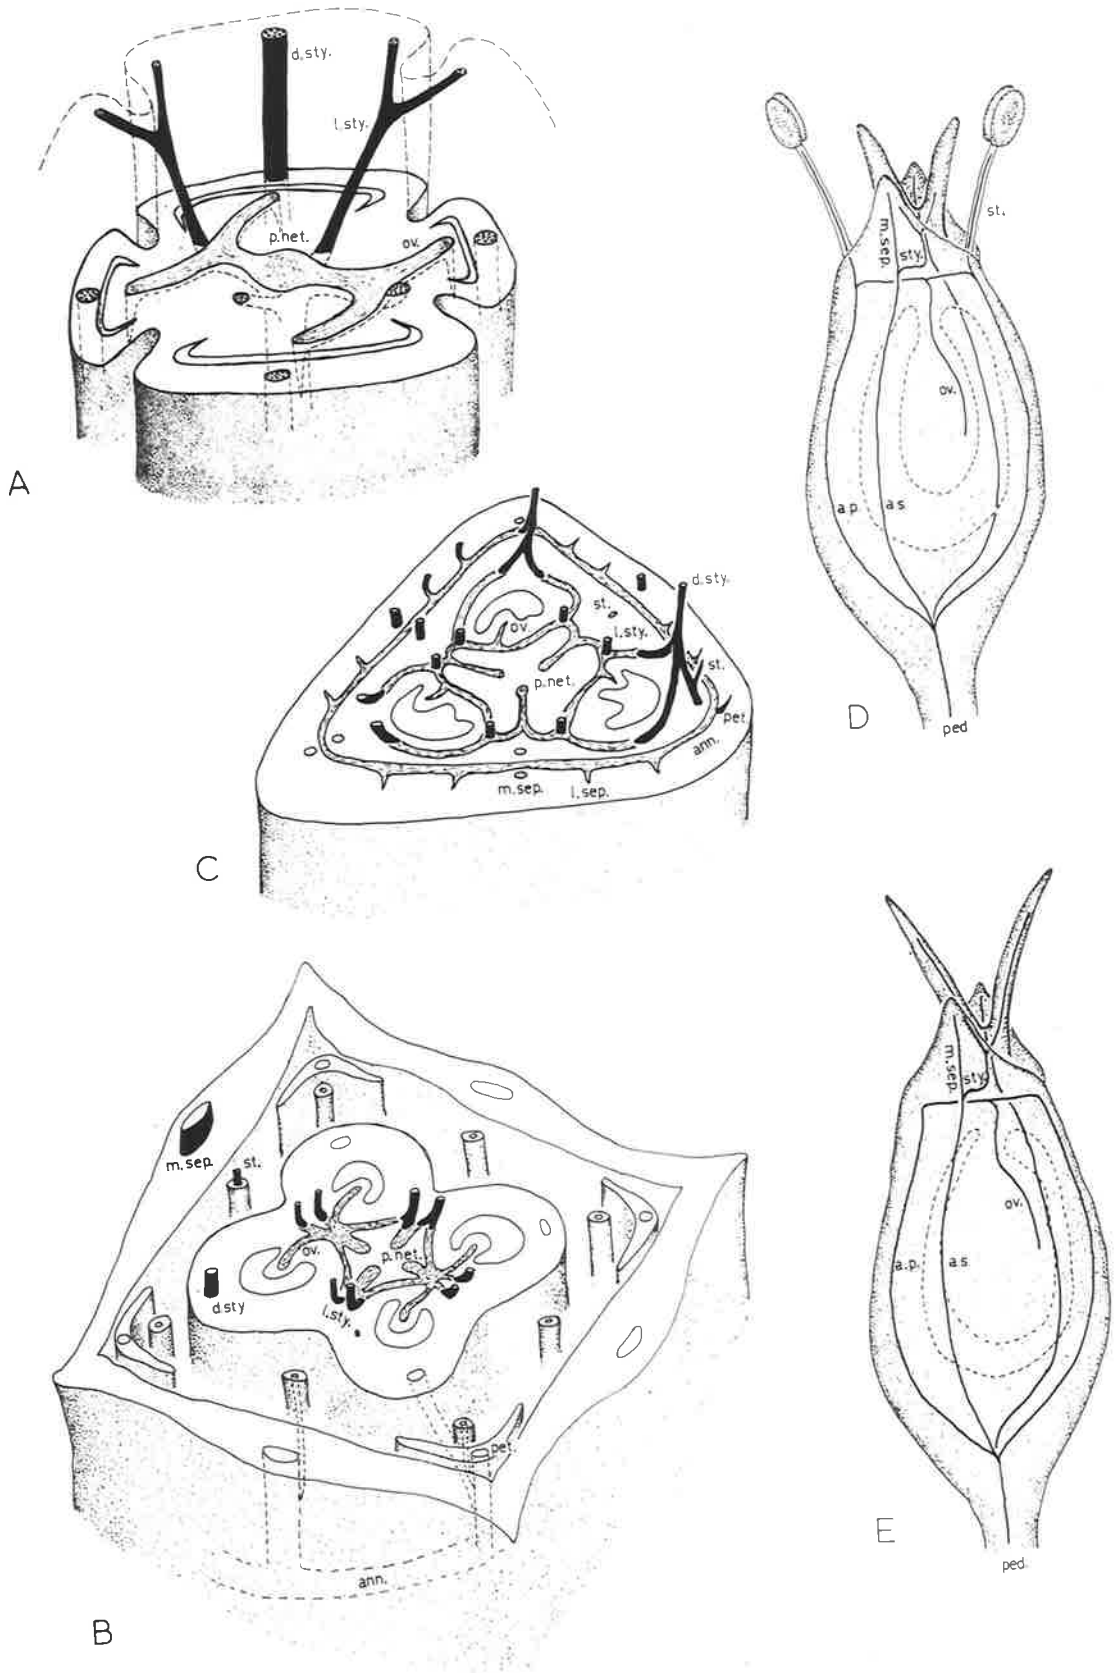 d.sty.
l.sty.
p.net.
ov.
A
st.
m.sep.
sty.
ov.
a.p.
a.s
ped
D
d.sty.
st.
l.sty.
ov.
st.
p.net.
pet.
ann.
m.sep.
l.sep.
C
m.sep.
sty.
ov.
a.p.
a.s
ped.
E
m.sep.
st.
ov.
p.net.
d.sty
l.sty.
pet.
ann.
B